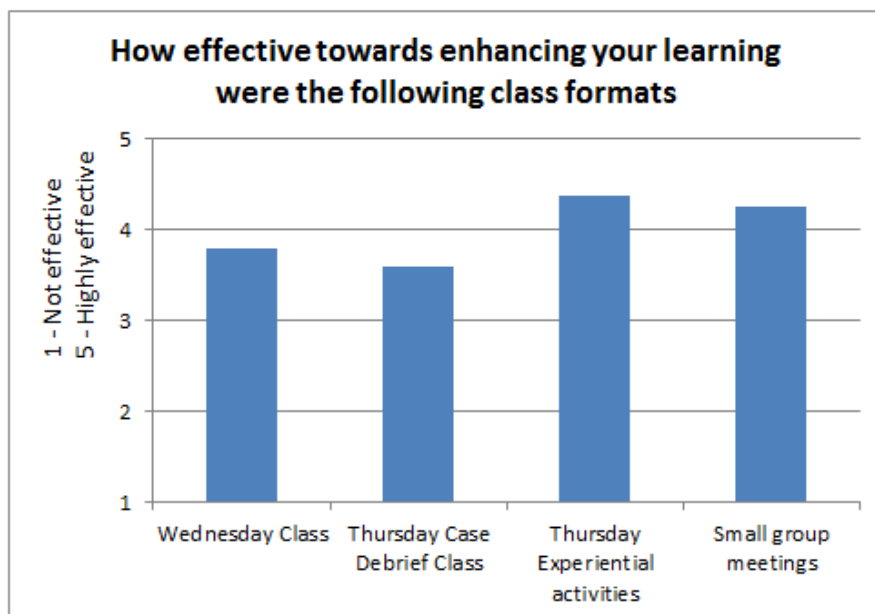 How effective towards enhancing your learning
were the following class formats
1 - Not effective
5 - Highly effective
5
4
3
2
1
Wednesday Class
Thursday Case
Debrief Class
Thursday
Experiential
activities
Small group
meetings